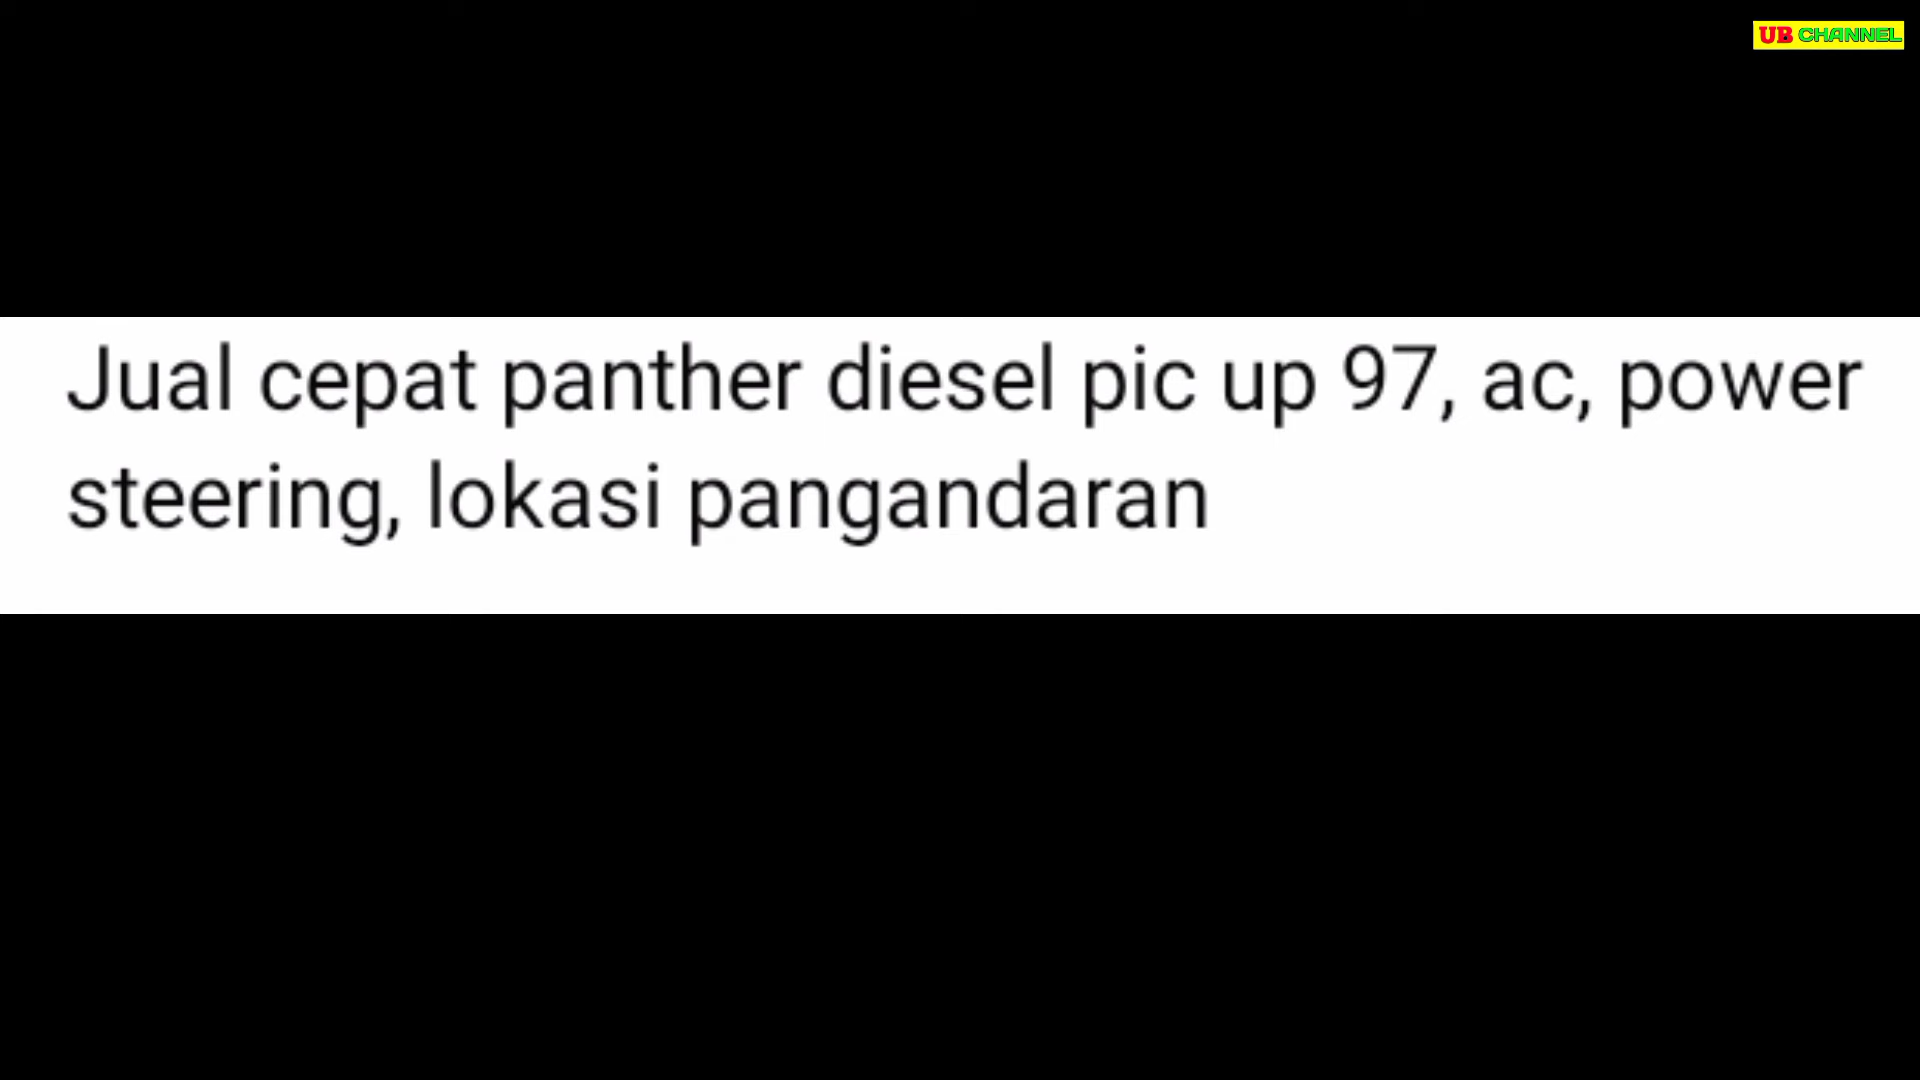 UB CHANNEL
Jual cepat panther diesel pic up 97, ac, power
steering, lokasi pangandaran